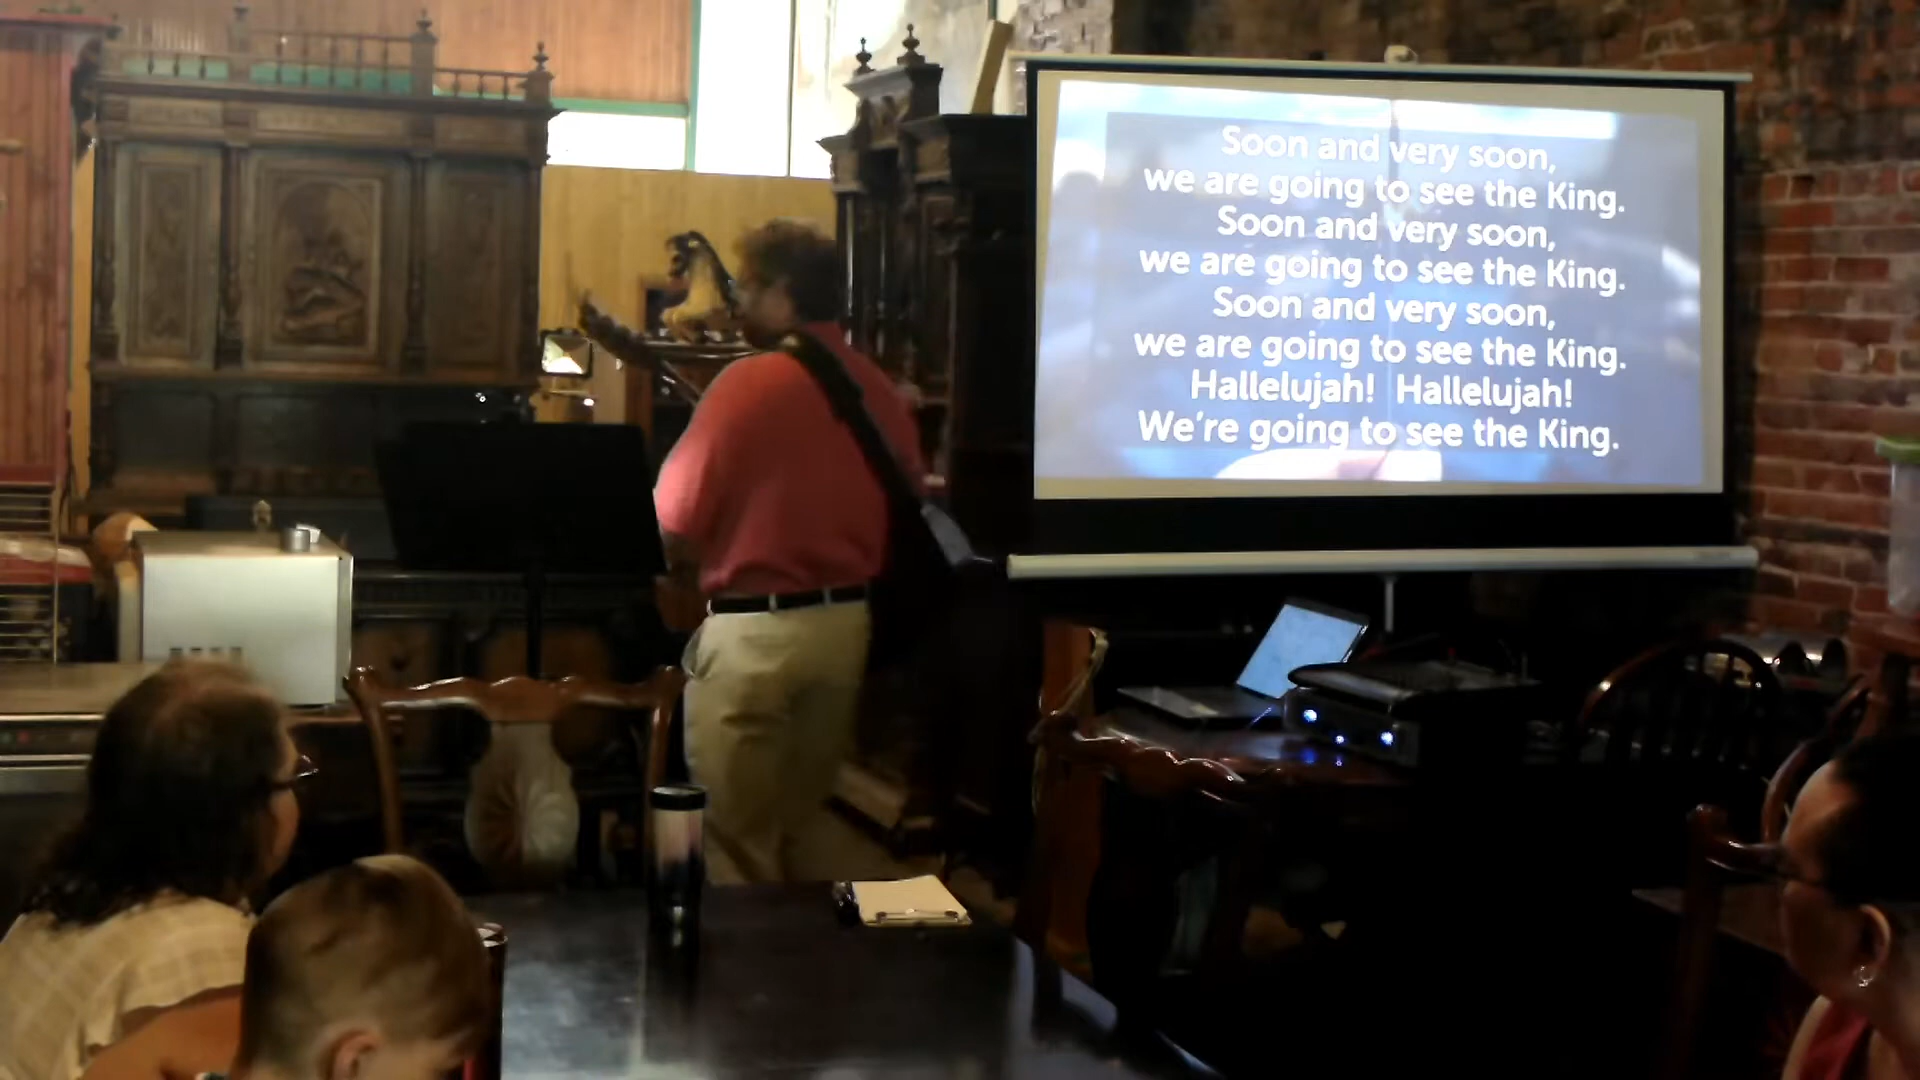 Soon and very soon,
we are going to see the King.
Soon and very soon,
we are going to see the King.
Soon and very soon,
we are going to see the King.
Hallelujah! Hallelujah!
We're going to see the King.